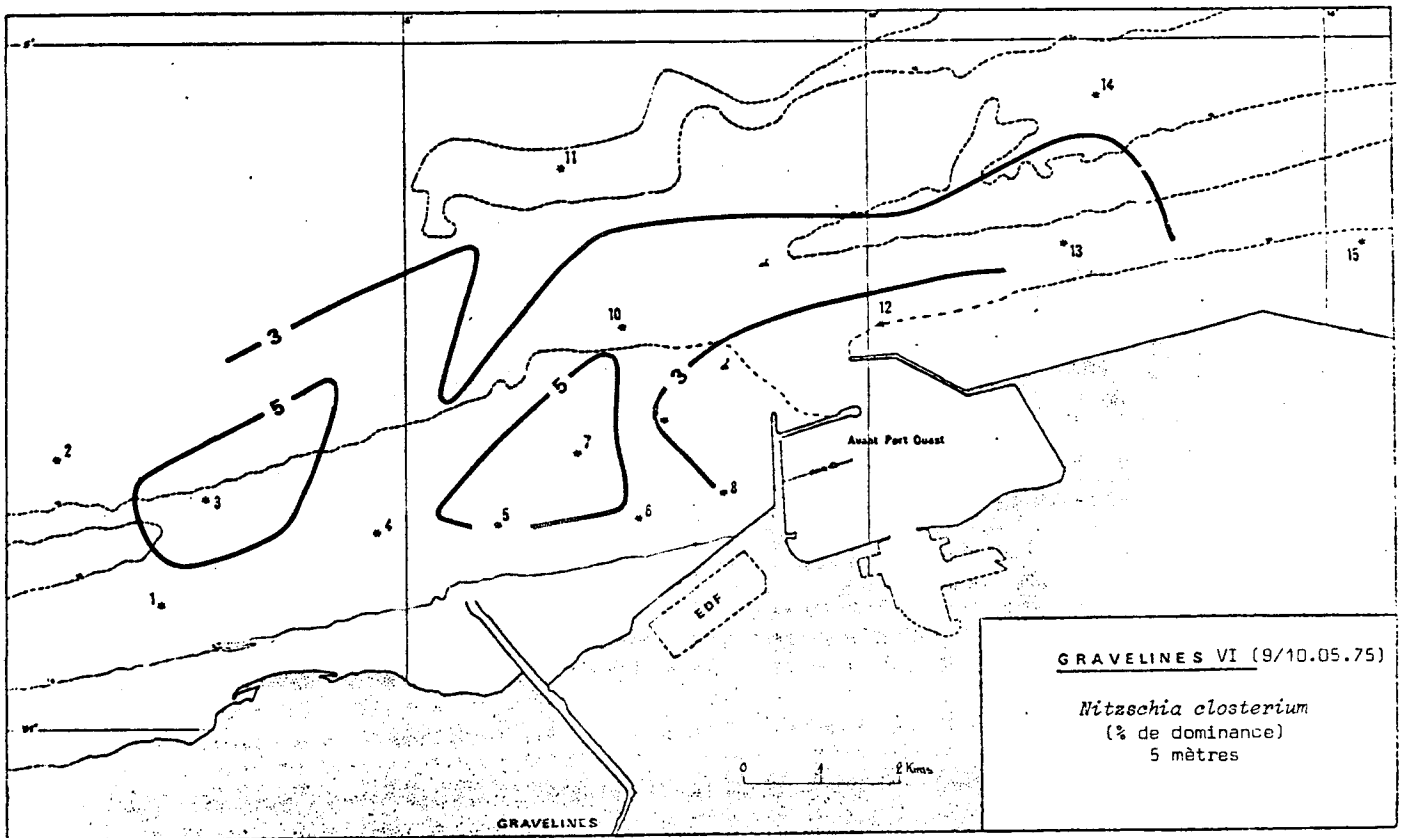 14
11
3
13
15
10
12
3
5
5
2
7
Avant Port Ouest
3
8
4
5
6
1
EDF
GRAVELINES VI (9/10.05.75)
Nitzschia closterium
(% de dominance)
5 mètres
0 1 2 Kms
GRAVELINES